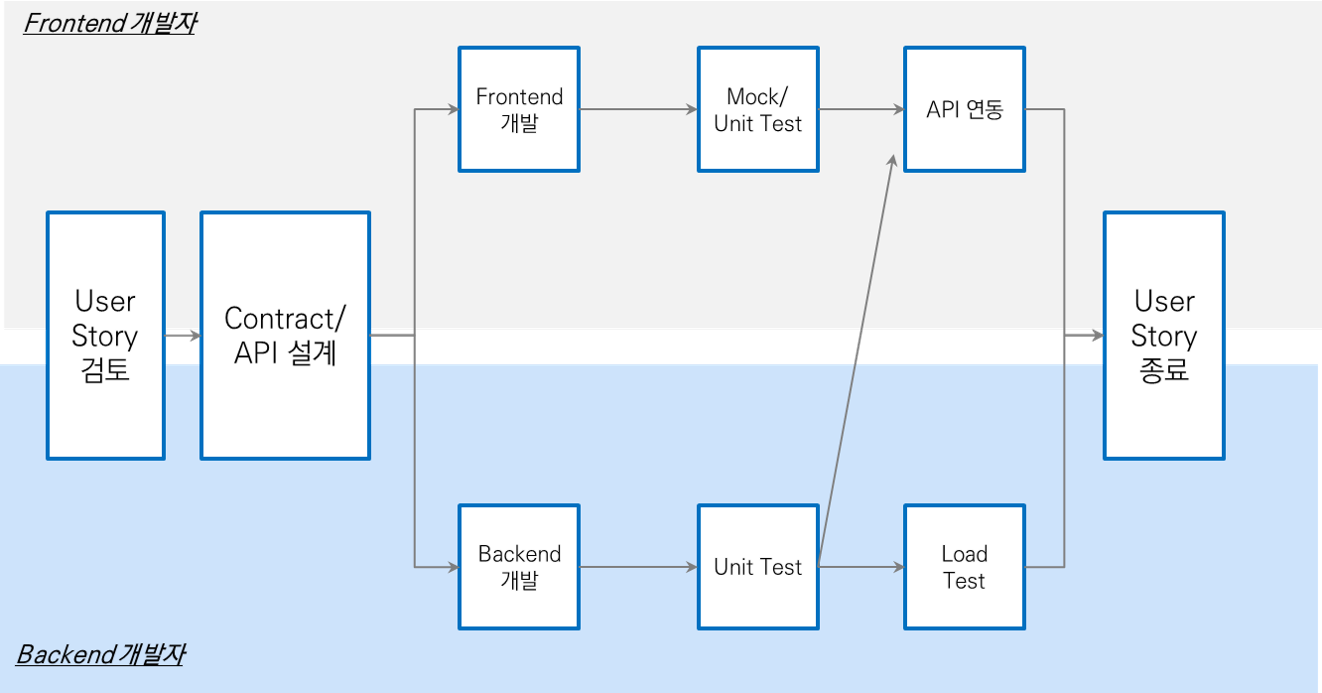 Frontend 개발자
Frontend
개발
Mock/
Unit Test
API 연동
User
Story
검토
Contract/
API 설계
User
Story
종료
Backend
개발
Unit Test
Load
Test
Backend 개발자